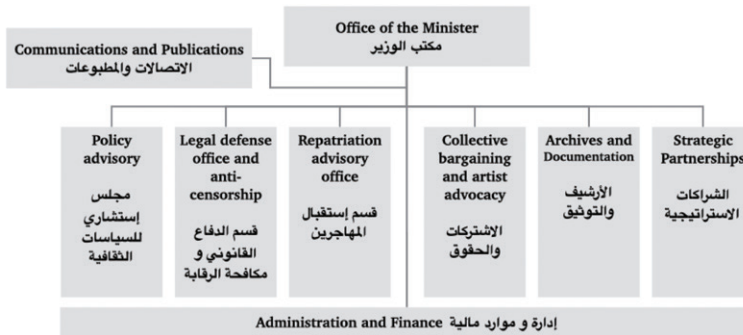 Office of the Minister
مكتب الوزير
Communications and Publications
الاتصالات والمطبوعات
Policy
advisory
مجلس
إستشاري
للسياسات
الثقافية
Legal defense
office and
anti-
censorship
قسم الدفاع
القانوني و
مكافحة الرقابة
Repatriation
advisory
office
قسم إستقبال
المهاجرين
Collective
bargaining
and artist
advocacy
الاشتركات
والحقوق
Archives and
Documentation
الأرشيف
والتوثيق
Strategic
Partnerships
الشراكات
الاستراتيجية
Administration and Finance إدارة و موارد مالية